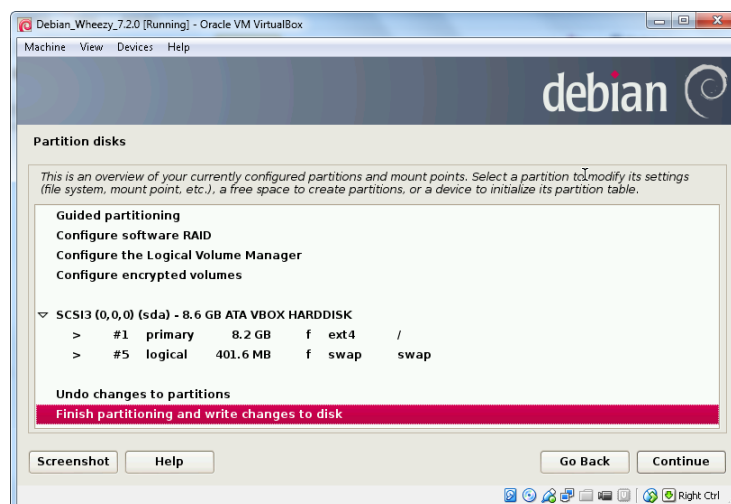 Debian_Wheezy_7.2.0 [Running] - Oracle VM VirtualBox
Machine View Devices Help
debian
Partition disks
This is an overview of your currently configured partitions and mount points. Select a partition to modify its settings
(file system, mount point, etc.), a free space to create partitions, or a device to initialize its partition table.
Guided partitioning
Configure software RAID
Configure the Logical Volume Manager
Configure encrypted volumes
SCSI3 (0,0,0) (sda) - 8.6 GB ATA VBOX HARDDISK
> #1 primary 8.2 GB f ext4 /
> #5 logical 401.6 MB f swap swap
Undo changes to partitions
Finish partitioning and write changes to disk
Screenshot Help Go Back Continue
Right Ctrl